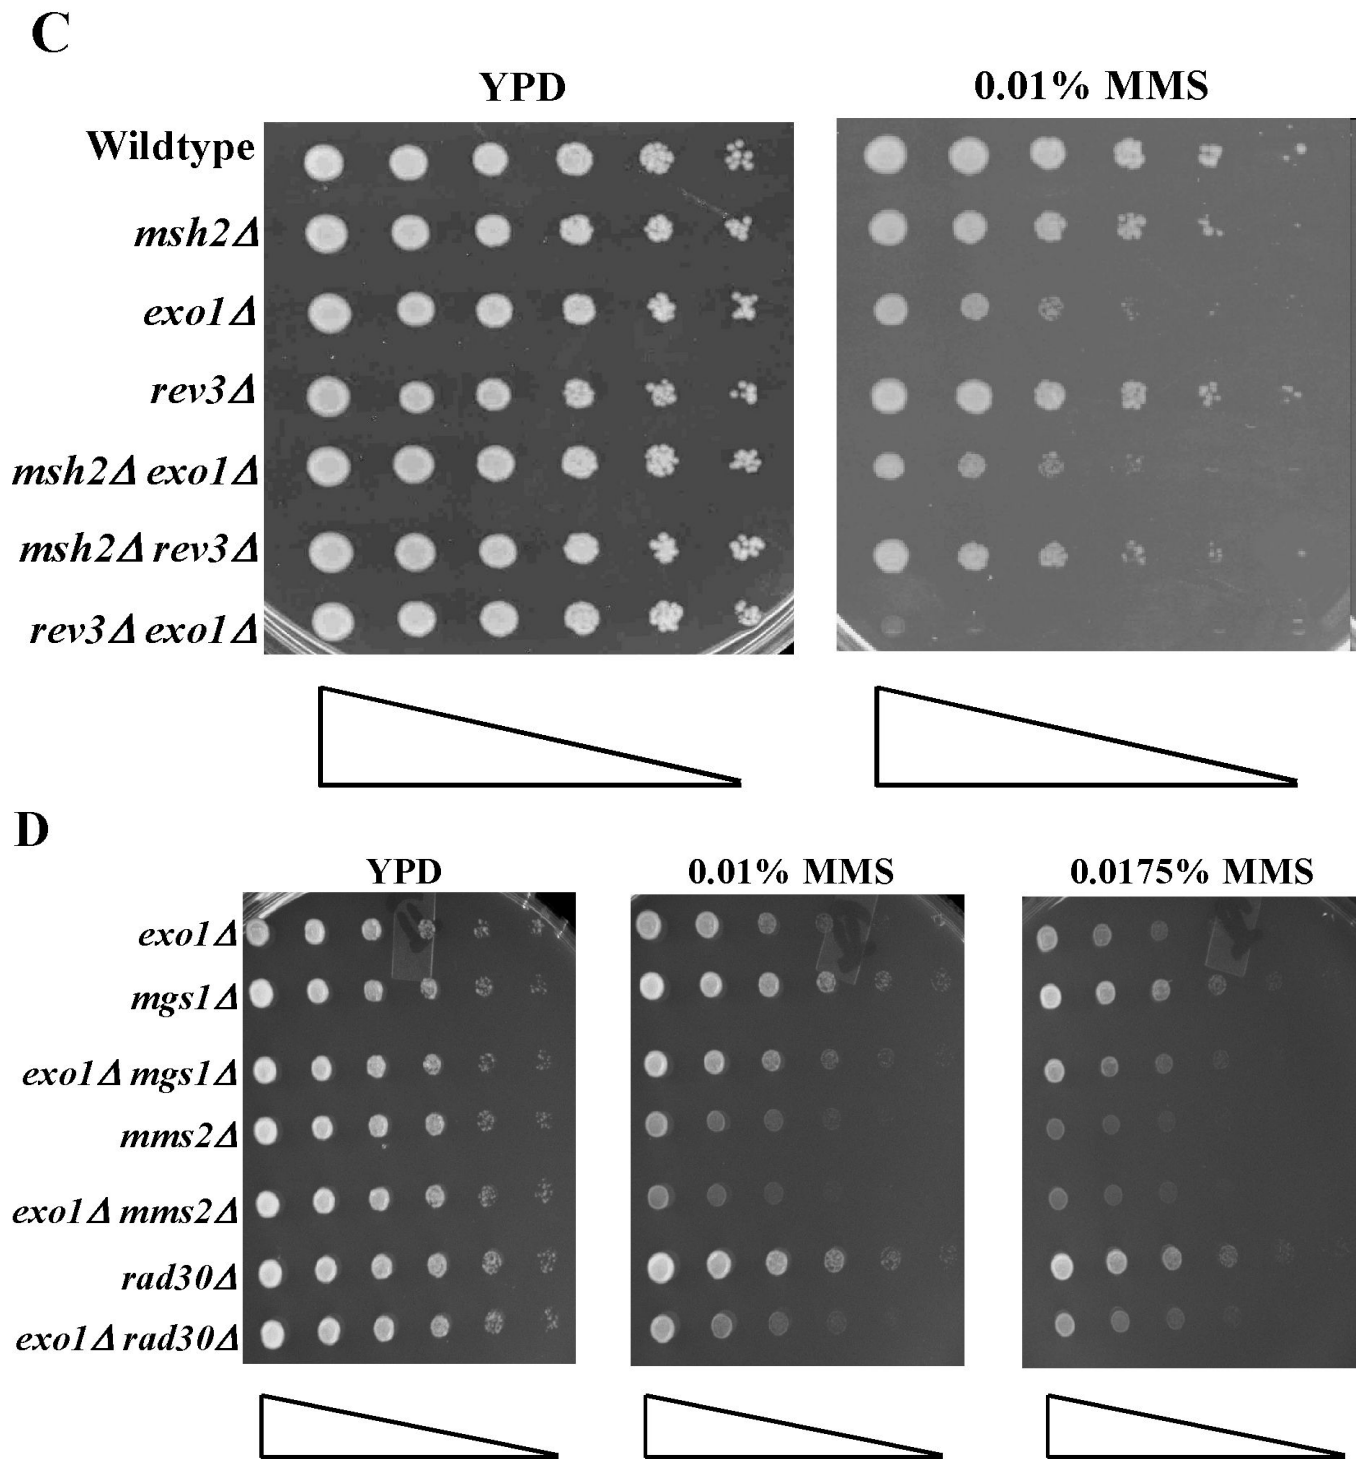 C
YPD
0.01% MMS
Wildtype
msh2Δ
exo1Δ
rev3Δ
msh2Δ exo1Δ
msh2Δ rev3Δ
rev3Δ exo1Δ
D
YPD
0.01% MMS
0.0175% MMS
exo1Δ
mgs1Δ
exo1Δ mgs1Δ
mms2Δ
exo1Δ mms2Δ
rad30Δ
exo1Δ rad30Δ